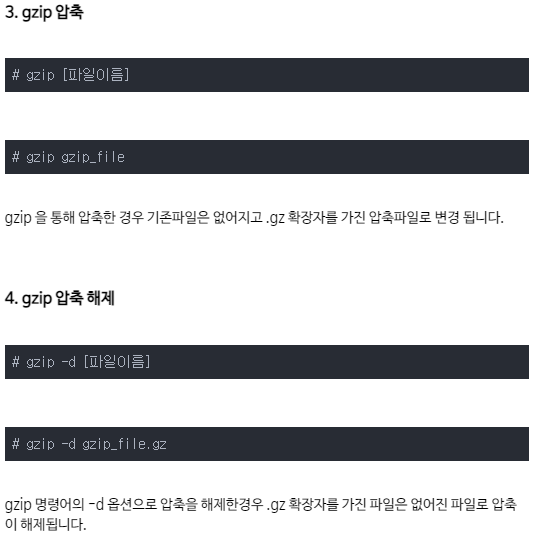 3. gzip 압축
# gzip [파일이름]
# gzip gzip_file
gzip 을 통해 압축한 경우 기존파일은 없어지고 .gz 확장자를 가진 압축파일로 변경 됩니다.
4. gzip 압축 해제
# gzip -d [파일이름]
# gzip -d gzip_file.gz
gzip 명령어의 -d 옵션으로 압축을 해제한경우 .gz 확장자를 가진 파일은 없어진 파일로 압축
이 해제됩니다.